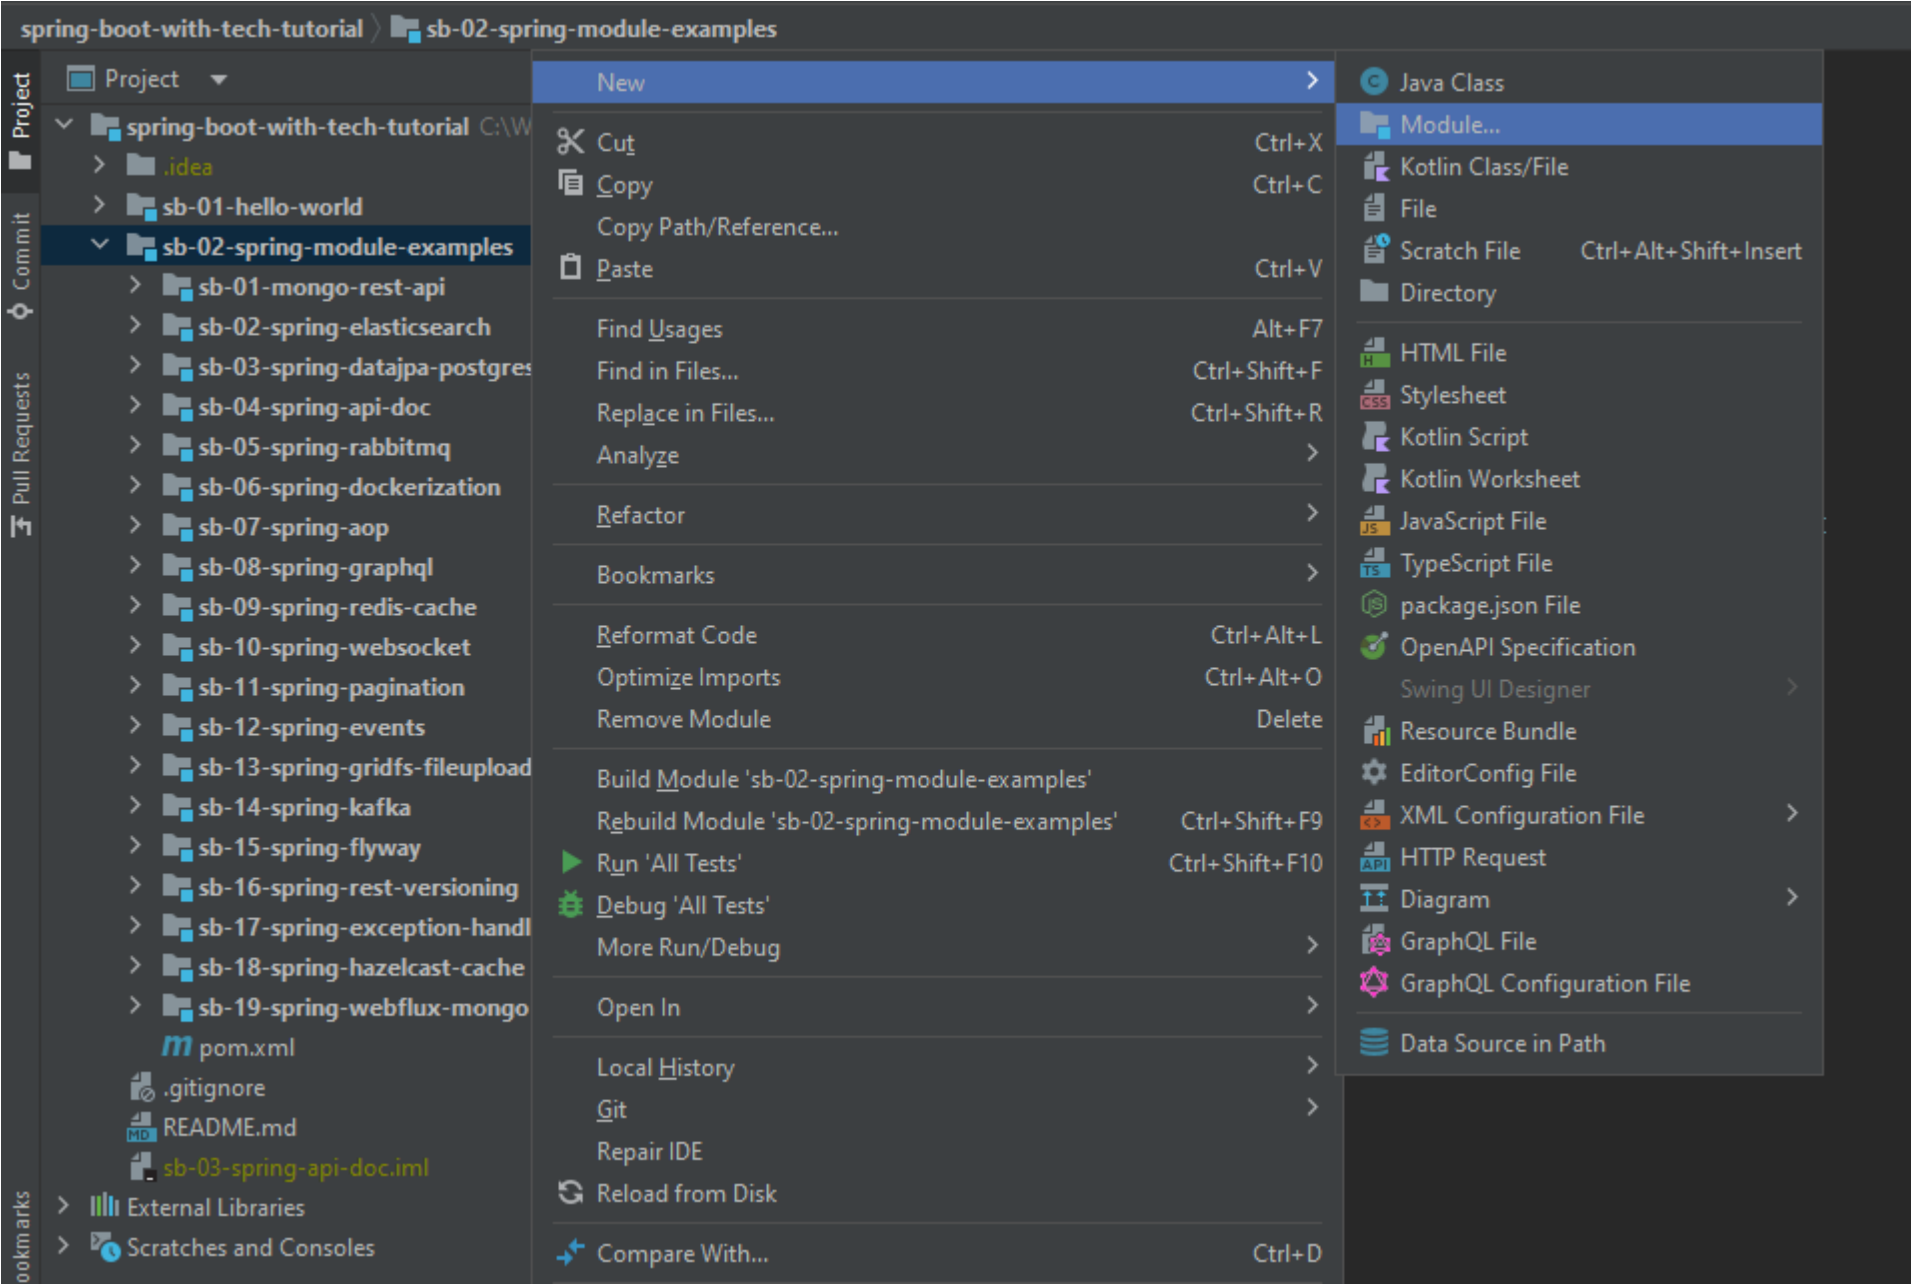 spring-boot-with-tech-tutorial sb-02-spring-module-examples
Project
Commit
Pull Requests
ookmarks
Project
spring-boot-with-tech-tutorial C:\W
.idea
sb-01-hello-world
sb-02-spring-module-examples
sb-01-mongo-rest-api
sb-02-spring-elasticsearch
sb-03-spring-datajpa-postgres
sb-04-spring-api-doc
sb-05-spring-rabbitmq
sb-06-spring-dockerization
sb-07-spring-aop
sb-08-spring-graphql
sb-09-spring-redis-cache
sb-10-spring-websocket
sb-11-spring-pagination
sb-12-spring-events
sb-13-spring-gridfs-fileupload
sb-14-spring-kafka
sb-15-spring-flyway
sb-16-spring-rest-versioning
sb-17-spring-exception-handl
sb-18-spring-hazelcast-cache
sb-19-spring-webflux-mongo
pom.xml
.gitignore
README.md
sb-03-spring-api-doc.iml
External Libraries
Scratches and Consoles
New
Cut Ctrl+X
Copy Ctrl+C
Copy Path/Reference...
Paste Ctrl+V
Find Usages Alt+F7
Find in Files... Ctrl+Shift+F
Replace in Files... Ctrl+Shift+R
Analyze
Refactor
Bookmarks
Reformat Code Ctrl+Alt+L
Optimize Imports Ctrl+Alt+O
Remove Module Delete
Build Module 'sb-02-spring-module-examples'
Rebuild Module 'sb-02-spring-module-examples' Ctrl+Shift+F9
Run 'All Tests' Ctrl+Shift+F10
Debug 'All Tests'
More Run/Debug
Open In
Local History
Git
Repair IDE
Reload from Disk
Compare With... Ctrl+D
Java Class
Module...
Kotlin Class/File
File
Scratch File Ctrl+Alt+Shift+Insert
Directory
HTML File
Stylesheet
Kotlin Script
Kotlin Worksheet
JavaScript File
TypeScript File
package.json File
OpenAPI Specification
Swing UI Designer
Resource Bundle
EditorConfig File
XML Configuration File
HTTP Request
Diagram
GraphQL File
GraphQL Configuration File
Data Source in Path